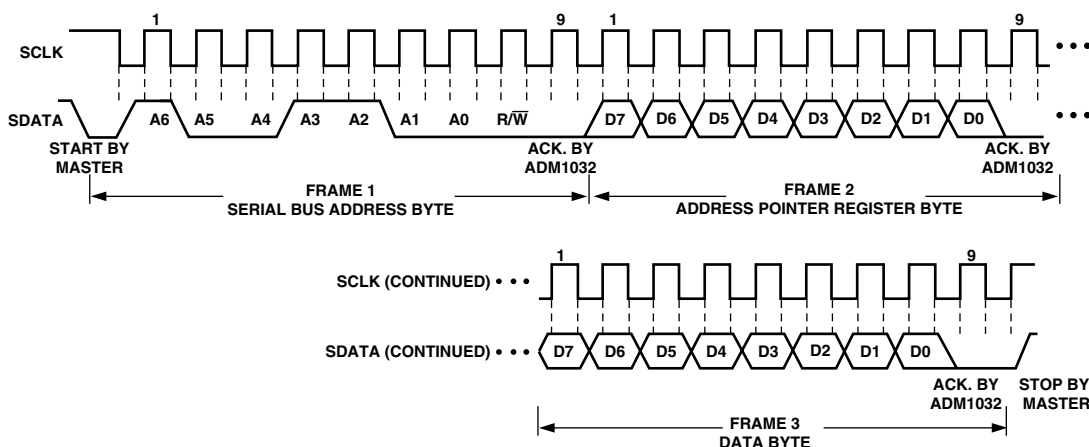 1 9 1 9
SCLK • • •
SDATA A6 A5 A4 A3 A2 A1 A0 R/W̅ D7 D6 D5 D4 D3 D2 D1 D0 • • •
START BY MASTER
ACK. BY ADM1032
ACK. BY ADM1032
FRAME 1
SERIAL BUS ADDRESS BYTE
FRAME 2
ADDRESS POINTER REGISTER BYTE
1 9
SCLK (CONTINUED) • • •
SDATA (CONTINUED) • • • D7 D6 D5 D4 D3 D2 D1 D0
ACK. BY ADM1032
STOP BY MASTER
FRAME 3
DATA BYTE